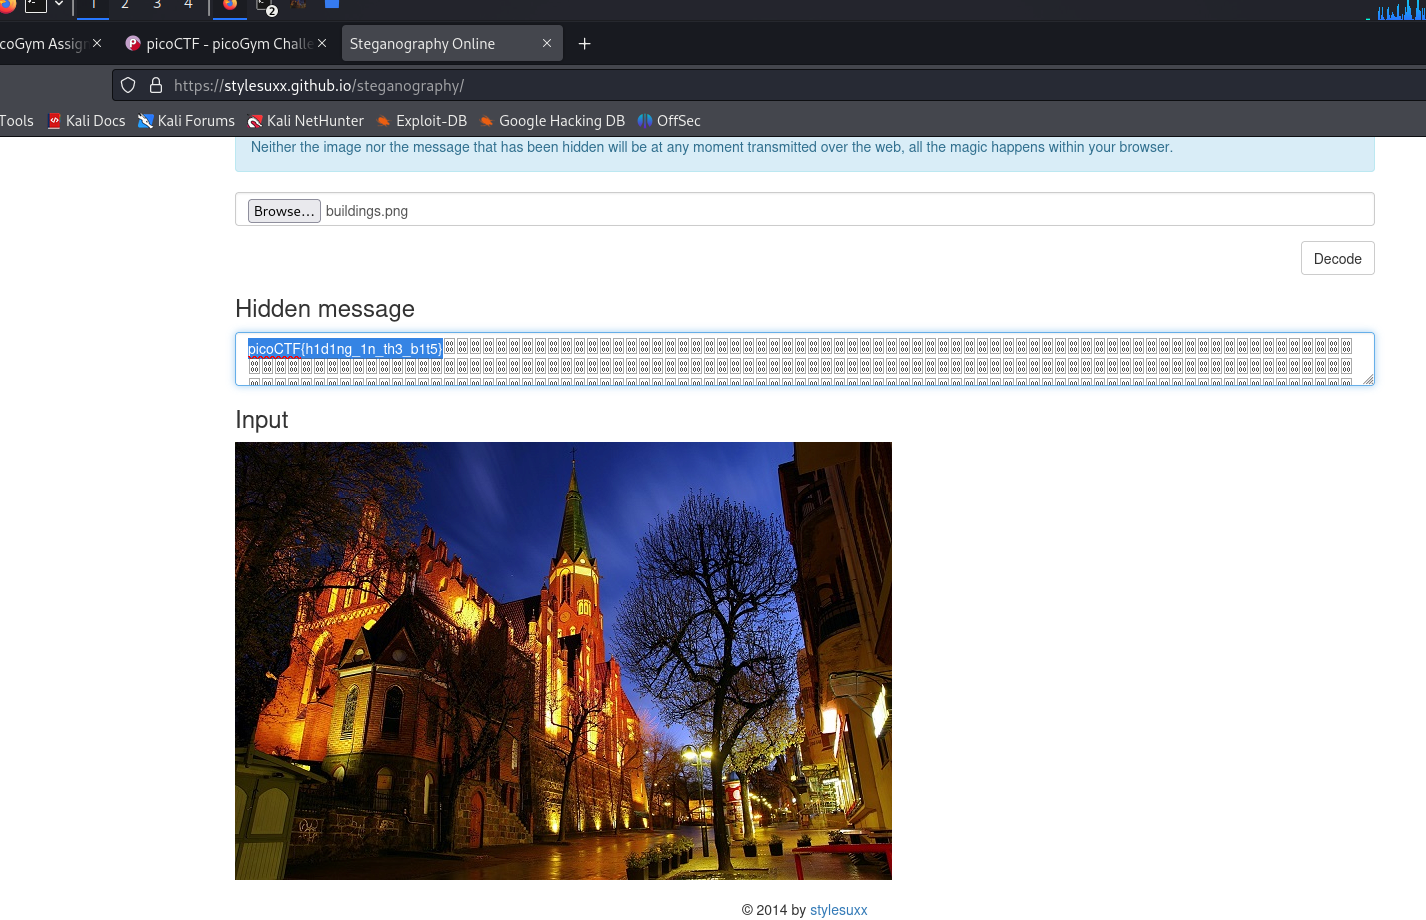 1 2 3 4 2
coGym Assig
picoCTF - picoGym Challe
Steganography Online
https://stylesuxx.github.io/steganography/
Tools Kali Docs Kali Forums Kali NetHunter Exploit-DB Google Hacking DB OffSec
Neither the image nor the message that has been hidden will be at any moment transmitted over the web, all the magic happens within your browser.
Browse... buildings.png
Decode
Hidden message
picoCTF{h1d1ng_1n_th3_b1t5}
Input
© 2014 by stylesuxx